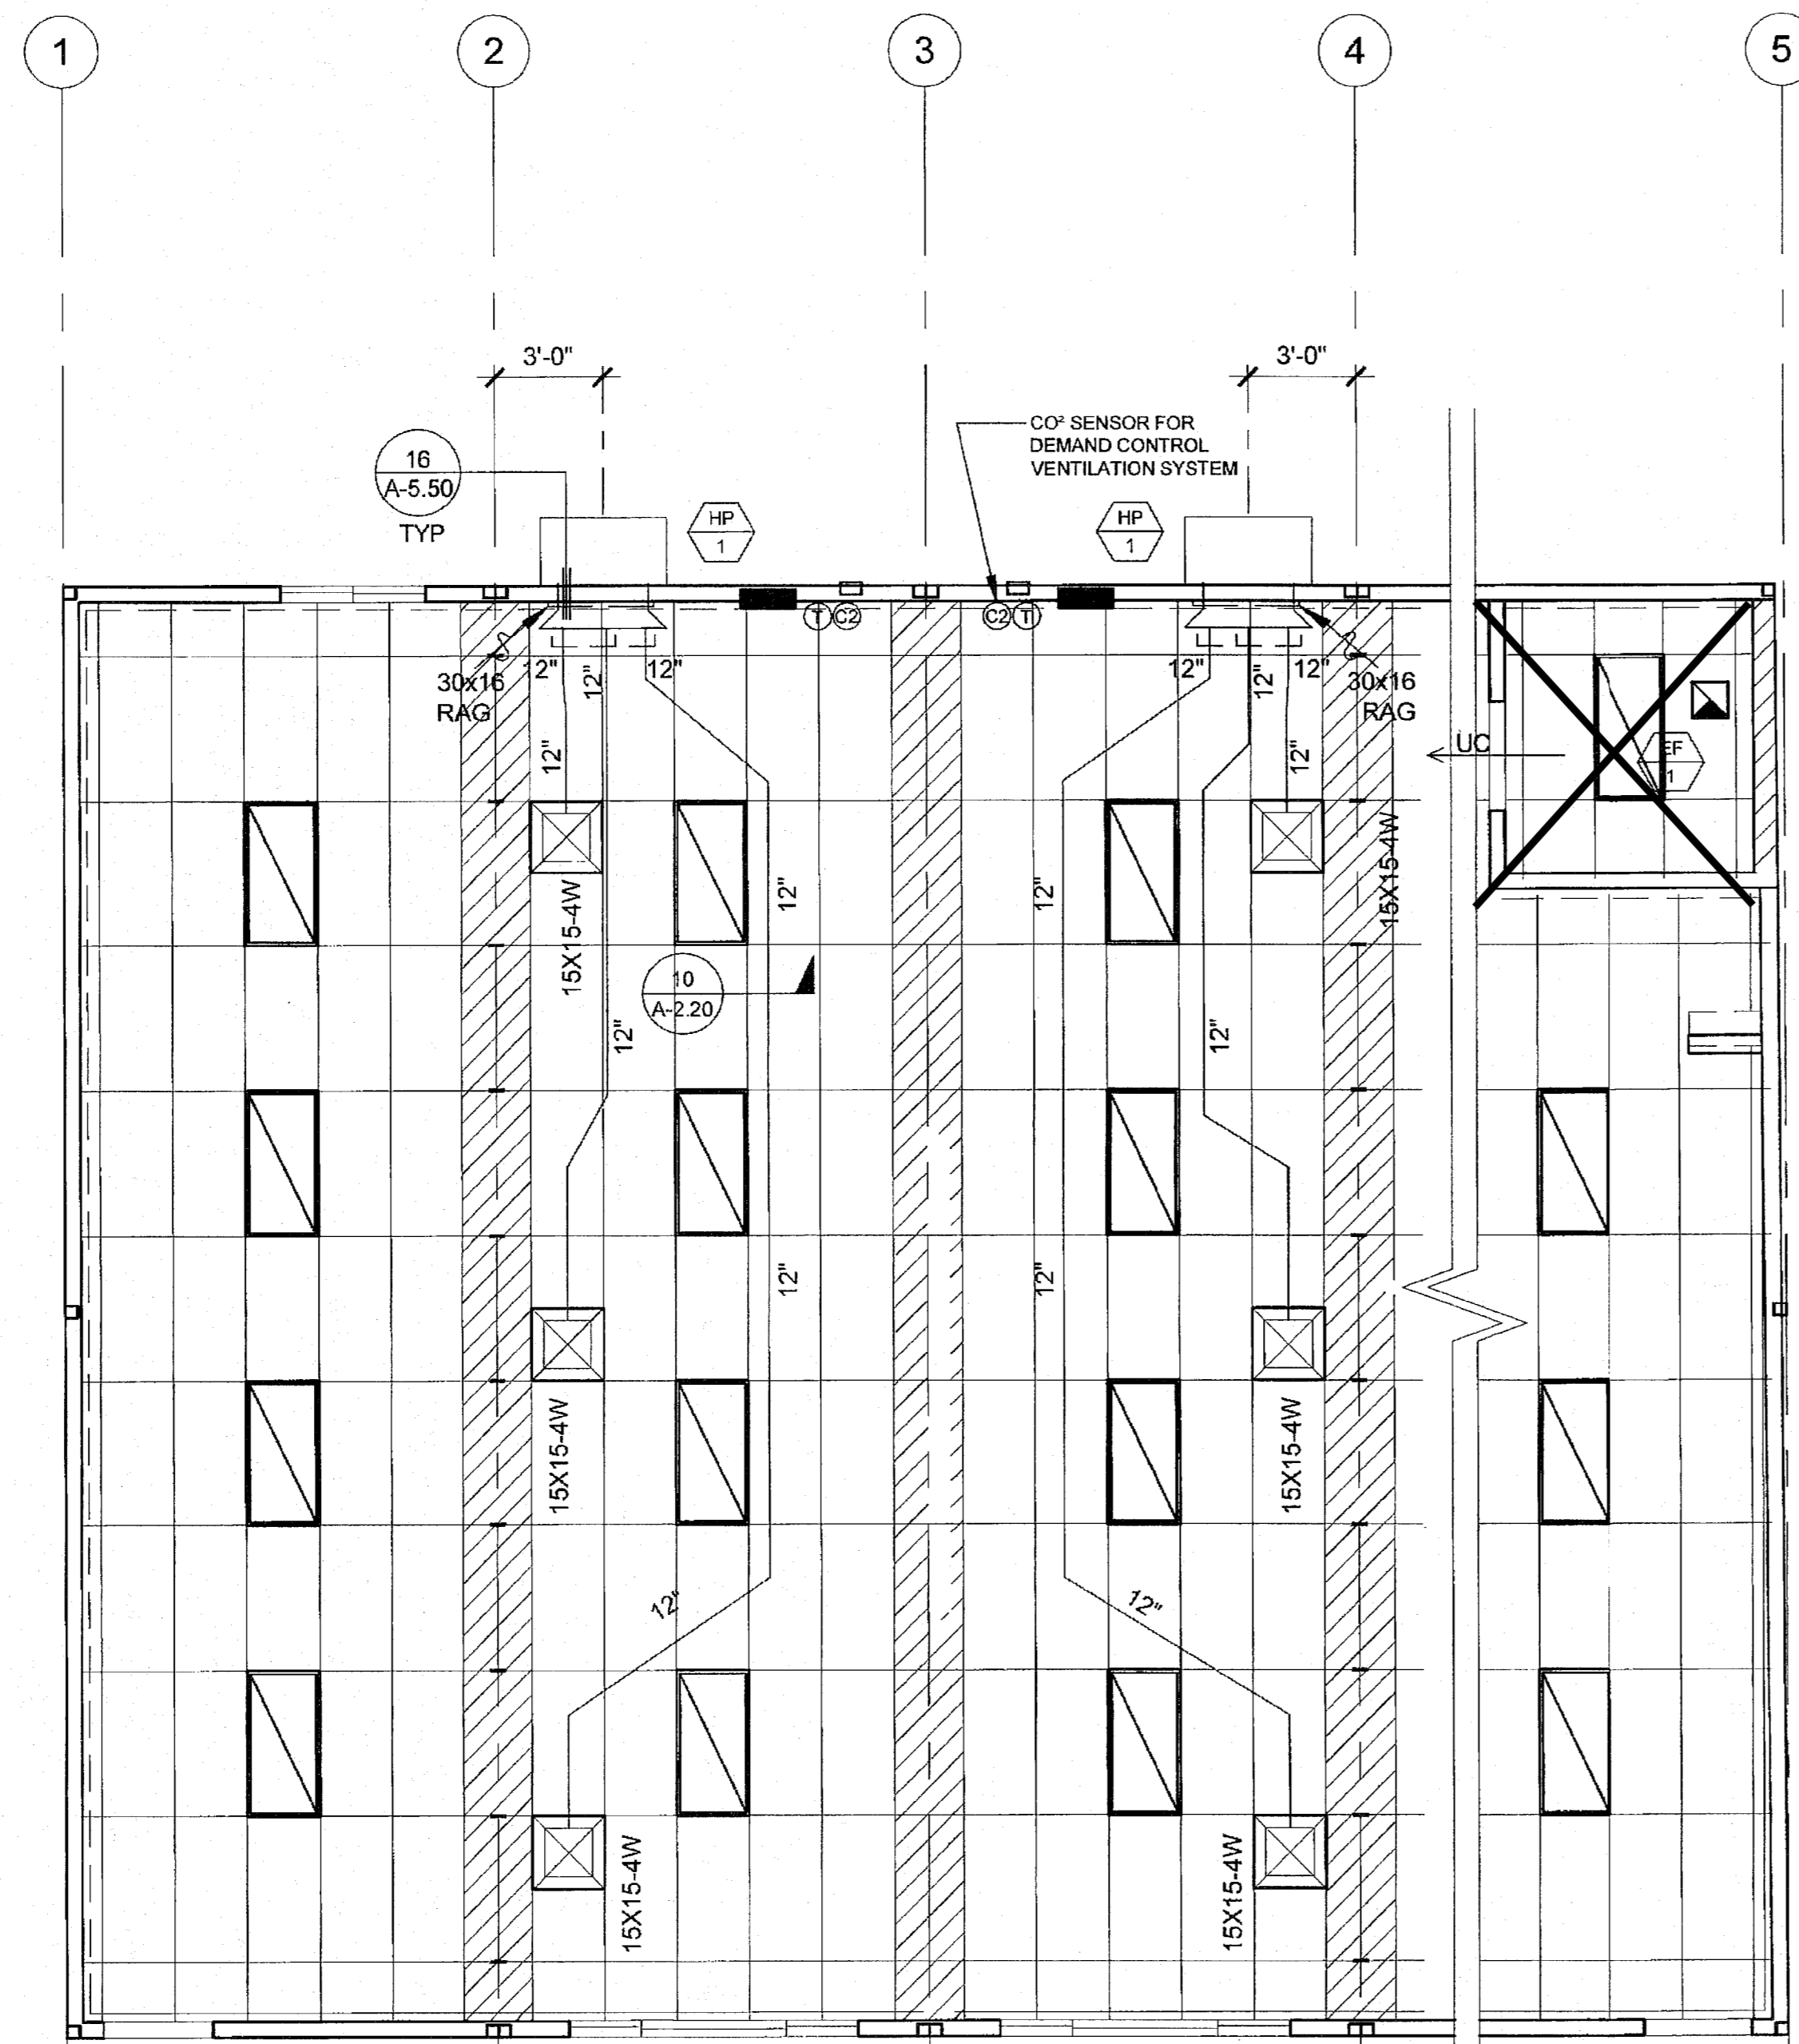 1
2
3
4
5
3'-0"
3'-0"
CO² SENSOR FOR
DEMAND CONTROL
VENTILATION SYSTEM
16
A-5.50
TYP
HP
1
HP
1
T
C2
C2
T
30x16
RAG
12"
12"
12"
12"
12"
12"
30x16
RAG
12"
12"
UC
EF
1
15X15-4W
12"
12"
15X15-4W
10
A-2.20
12"
12"
12"
12"
15X15-4W
15X15-4W
12"
12"
15X15-4W
15X15-4W